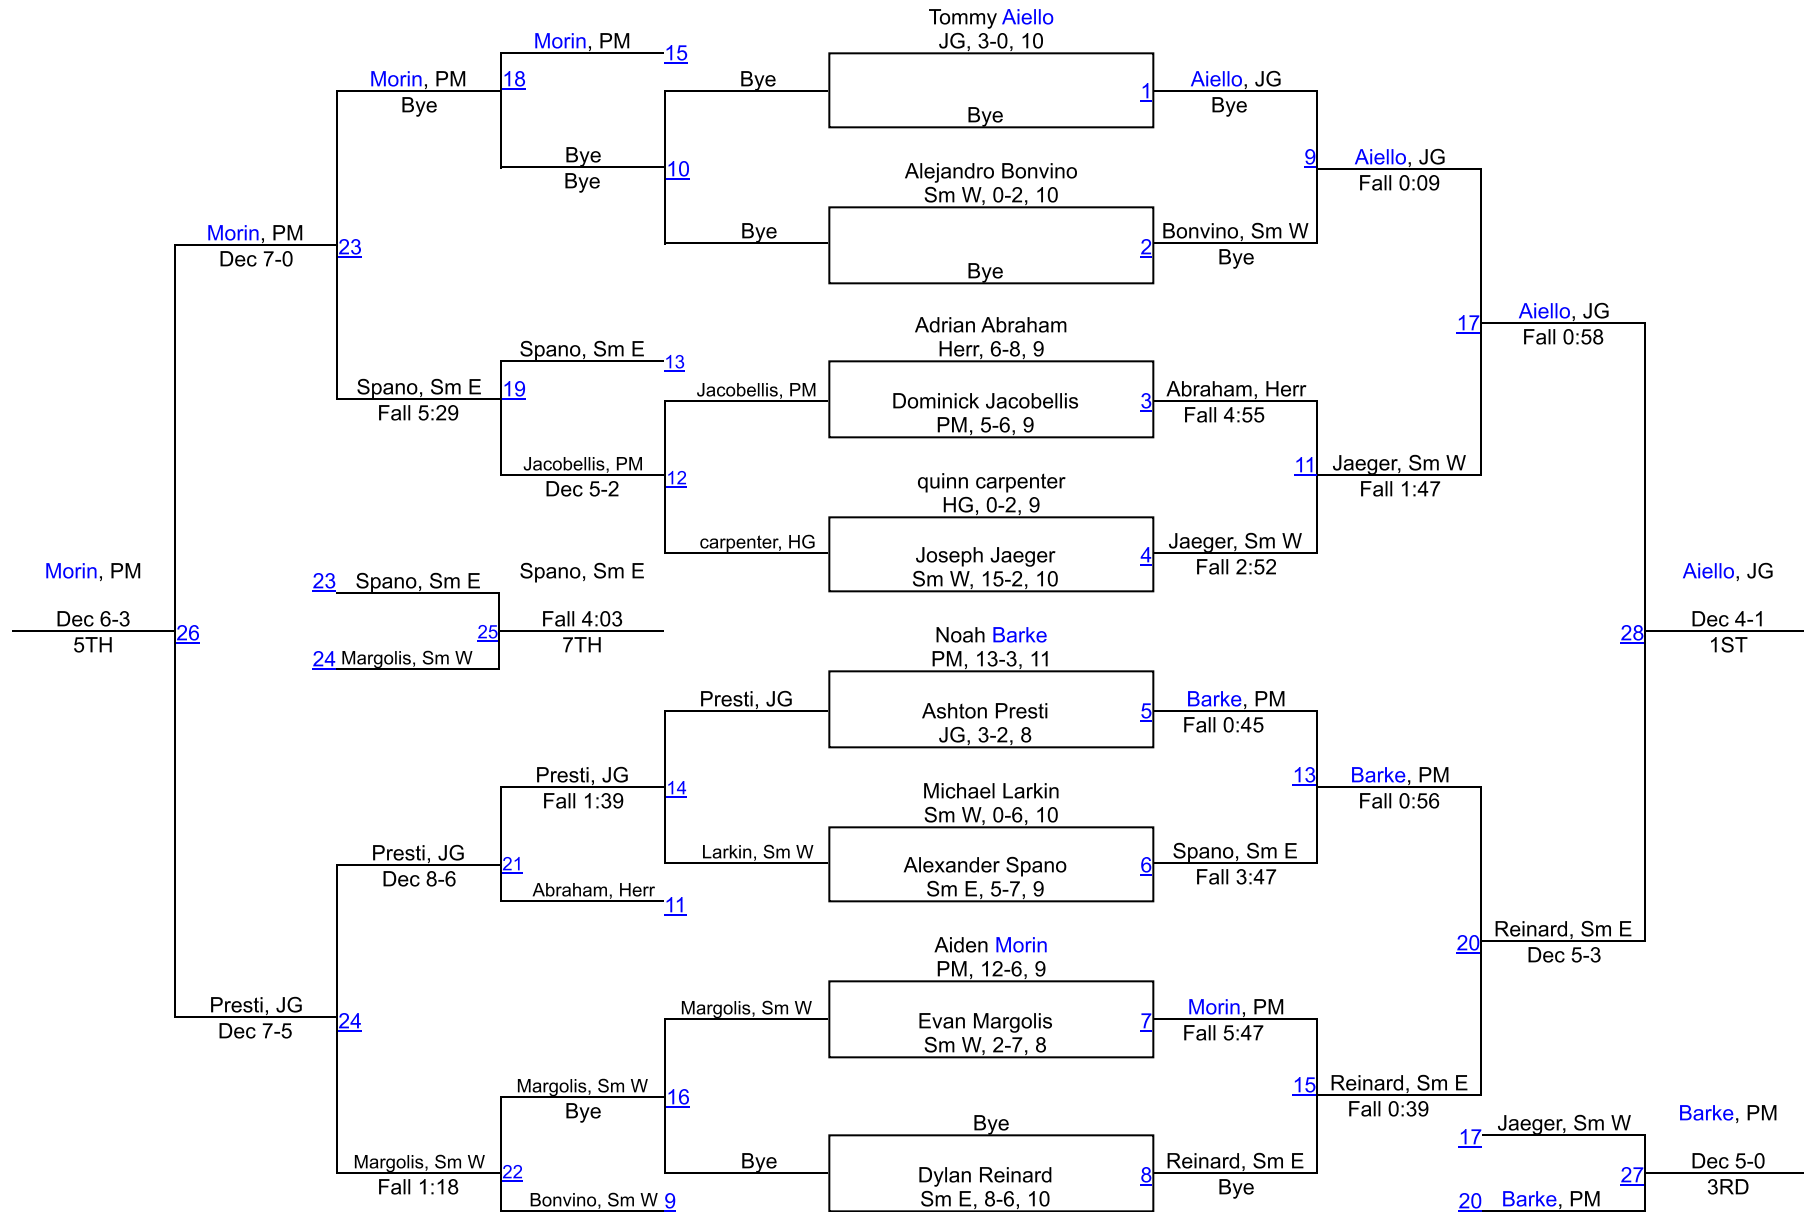 Tommy Aiello
JG, 3-0, 10
Morin, PM
15
Morin, PM
18
Bye
Bye
1
Aiello, JG
Bye
Bye
Bye
Bye
10
9
Aiello, JG
Fall 0:09
Alejandro Bonvino
Sm W, 0-2, 10
Morin, PM
Dec 7-0
23
Bye
2
Bonvino, Sm W
Bye
Bye
Adrian Abraham
Herr, 6-8, 9
17
Aiello, JG
Fall 0:58
Spano, Sm E
13
Spano, Sm E
Fall 5:29
19
Jacobellis, PM
Dominick Jacobellis
PM, 5-6, 9
3
Abraham, Herr
Fall 4:55
Jacobellis, PM
Dec 5-2
12
11
Jaeger, Sm W
Fall 1:47
quinn carpenter
HG, 0-2, 9
carpenter, HG
Joseph Jaeger
Sm W, 15-2, 10
4
Jaeger, Sm W
Fall 2:52
Morin, PM
Dec 6-3
5TH
26
23
Spano, Sm E
24
Margolis, Sm W
25
Spano, Sm E
Fall 4:03
7TH
28
Aiello, JG
Dec 4-1
1ST
Noah Barke
PM, 13-3, 11
Presti, JG
Ashton Presti
JG, 3-2, 8
5
Barke, PM
Fall 0:45
Presti, JG
Fall 1:39
14
13
Barke, PM
Fall 0:56
Michael Larkin
Sm W, 0-6, 10
Presti, JG
Dec 8-6
21
Larkin, Sm W
Alexander Spano
Sm E, 5-7, 9
6
Spano, Sm E
Fall 3:47
Abraham, Herr
11
20
Reinard, Sm E
Dec 5-3
Aiden Morin
PM, 12-6, 9
Presti, JG
Dec 7-5
24
Margolis, Sm W
Evan Margolis
Sm W, 2-7, 8
7
Morin, PM
Fall 5:47
Margolis, Sm W
Bye
16
15
Reinard, Sm E
Fall 0:39
Bye
Margolis, Sm W
Fall 1:18
22
Bye
Dylan Reinard
Sm E, 8-6, 10
8
Reinard, Sm E
Bye
Bonvino, Sm W
9
17
Jaeger, Sm W
20
Barke, PM
27
Barke, PM
Dec 5-0
3RD